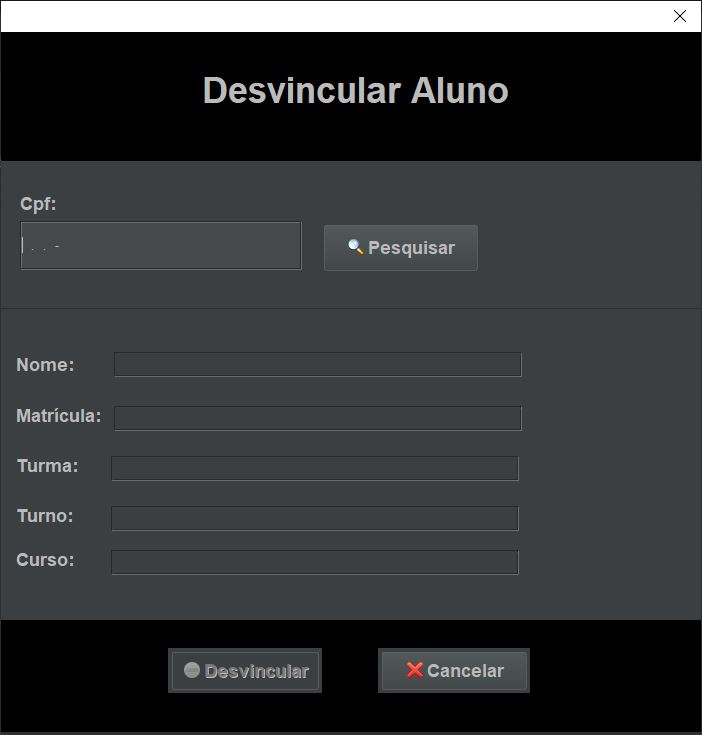 Desvincular Aluno
Cpf:
. . -
Pesquisar
Nome:
Matrícula:
Turma:
Turno:
Curso:
Desvincular
Cancelar